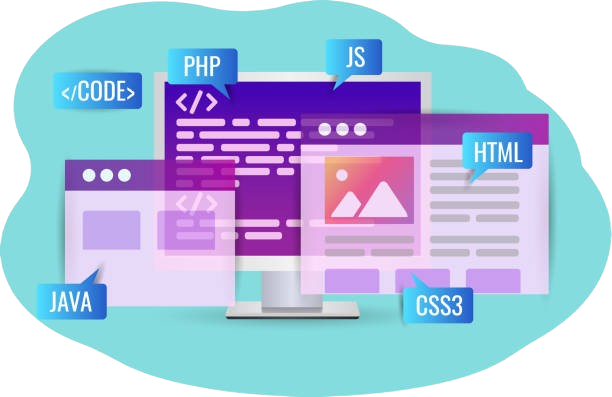 JS
PHP
</CODE>
</>
HTML
</>
JAVA
CSS3